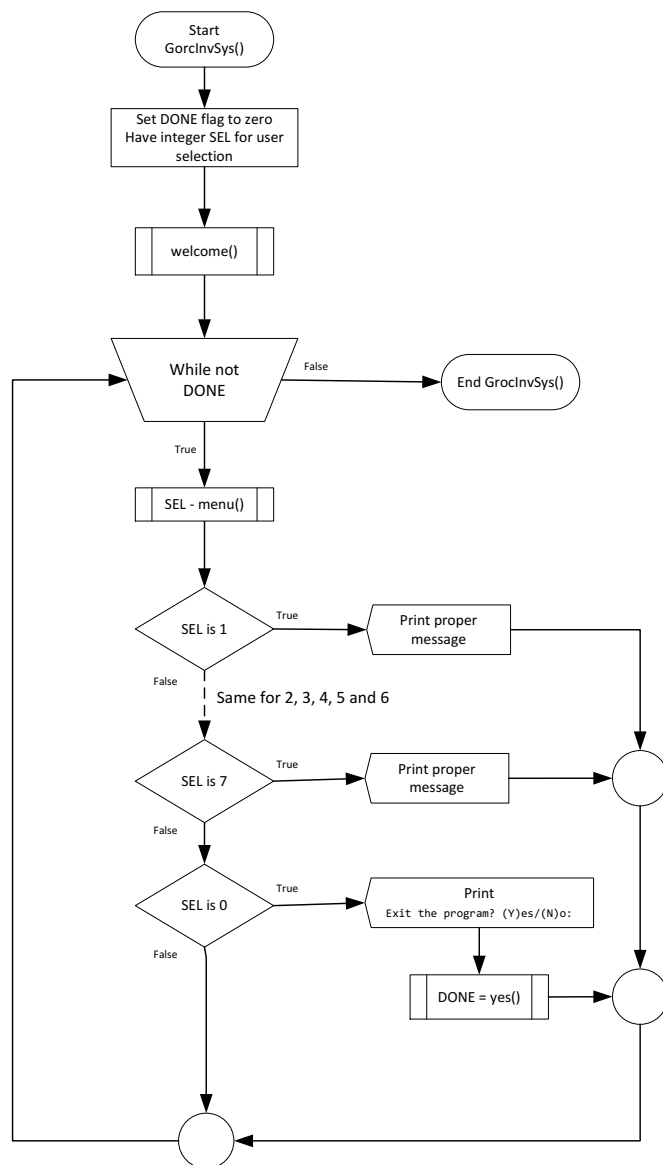 Start
GorcInvSys()
Set DONE flag to zero
Have integer SEL for user
selection
welcome()
While not
DONE
False
End GrocInvSys()
True
SEL - menu()
SEL is 1
True
Print proper
message
False
Same for 2, 3, 4, 5 and 6
SEL is 7
True
Print proper
message
False
SEL is 0
True
Print
Exit the program? (Y)es/(N)o:
False
DONE = yes()